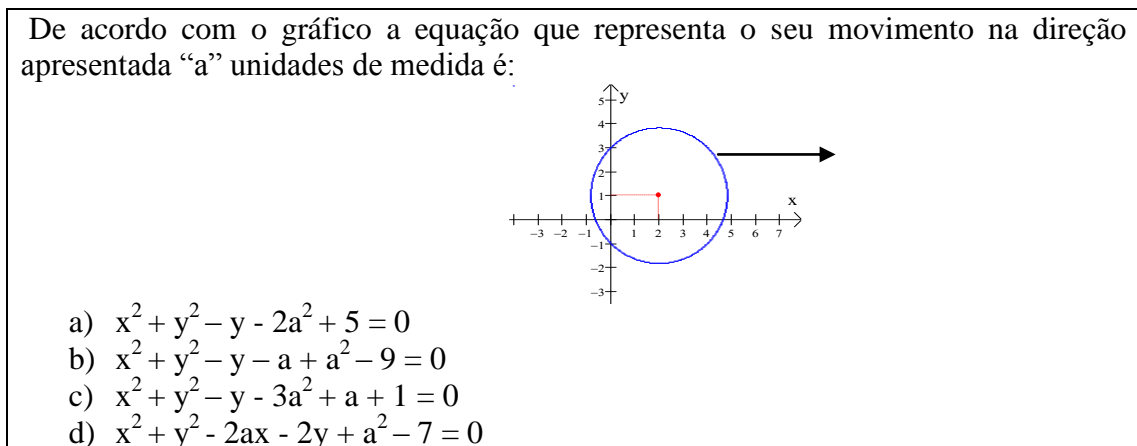 De acordo com o gráfico a equação que representa o seu movimento na direção
apresentada “a” unidades de medida é:
y
5
4
3
2
1
x
–3 –2 –1 1 2 3 4 5 6 7
–1
–2
–3
a) x² + y² – y - 2a² + 5 = 0
b) x² + y² – y – a + a² – 9 = 0
c) x² + y² – y - 3a² + a + 1 = 0
d) x² + y² - 2ax - 2y + a² – 7 = 0